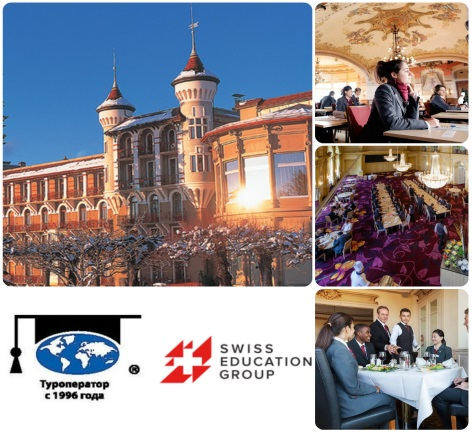 Туроператор
с 1996 года
®
SWISS
EDUCATION
GROUP